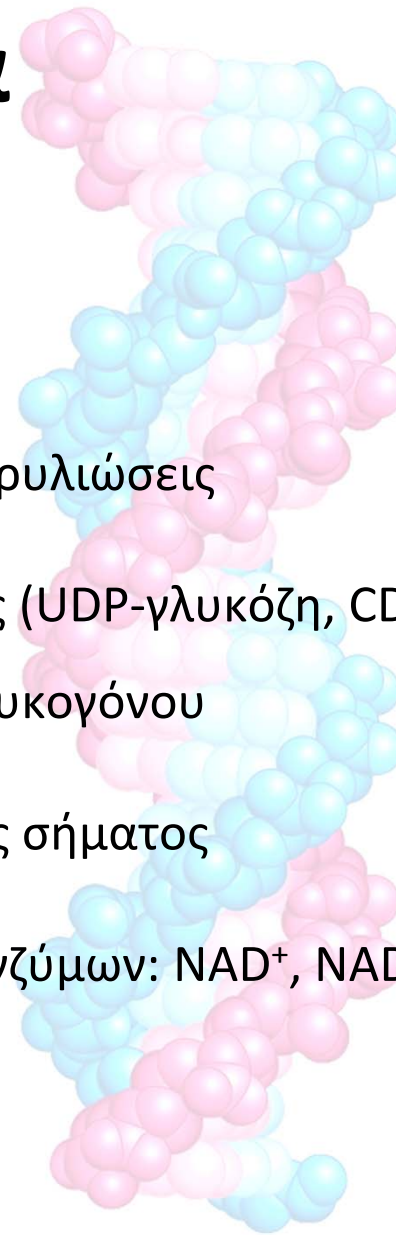 α
ρυλιώσεις
ς (UDP-γλυκόζη, CD
υκογόνου
ς σήματος
νζύμων: NAD⁺, NAD